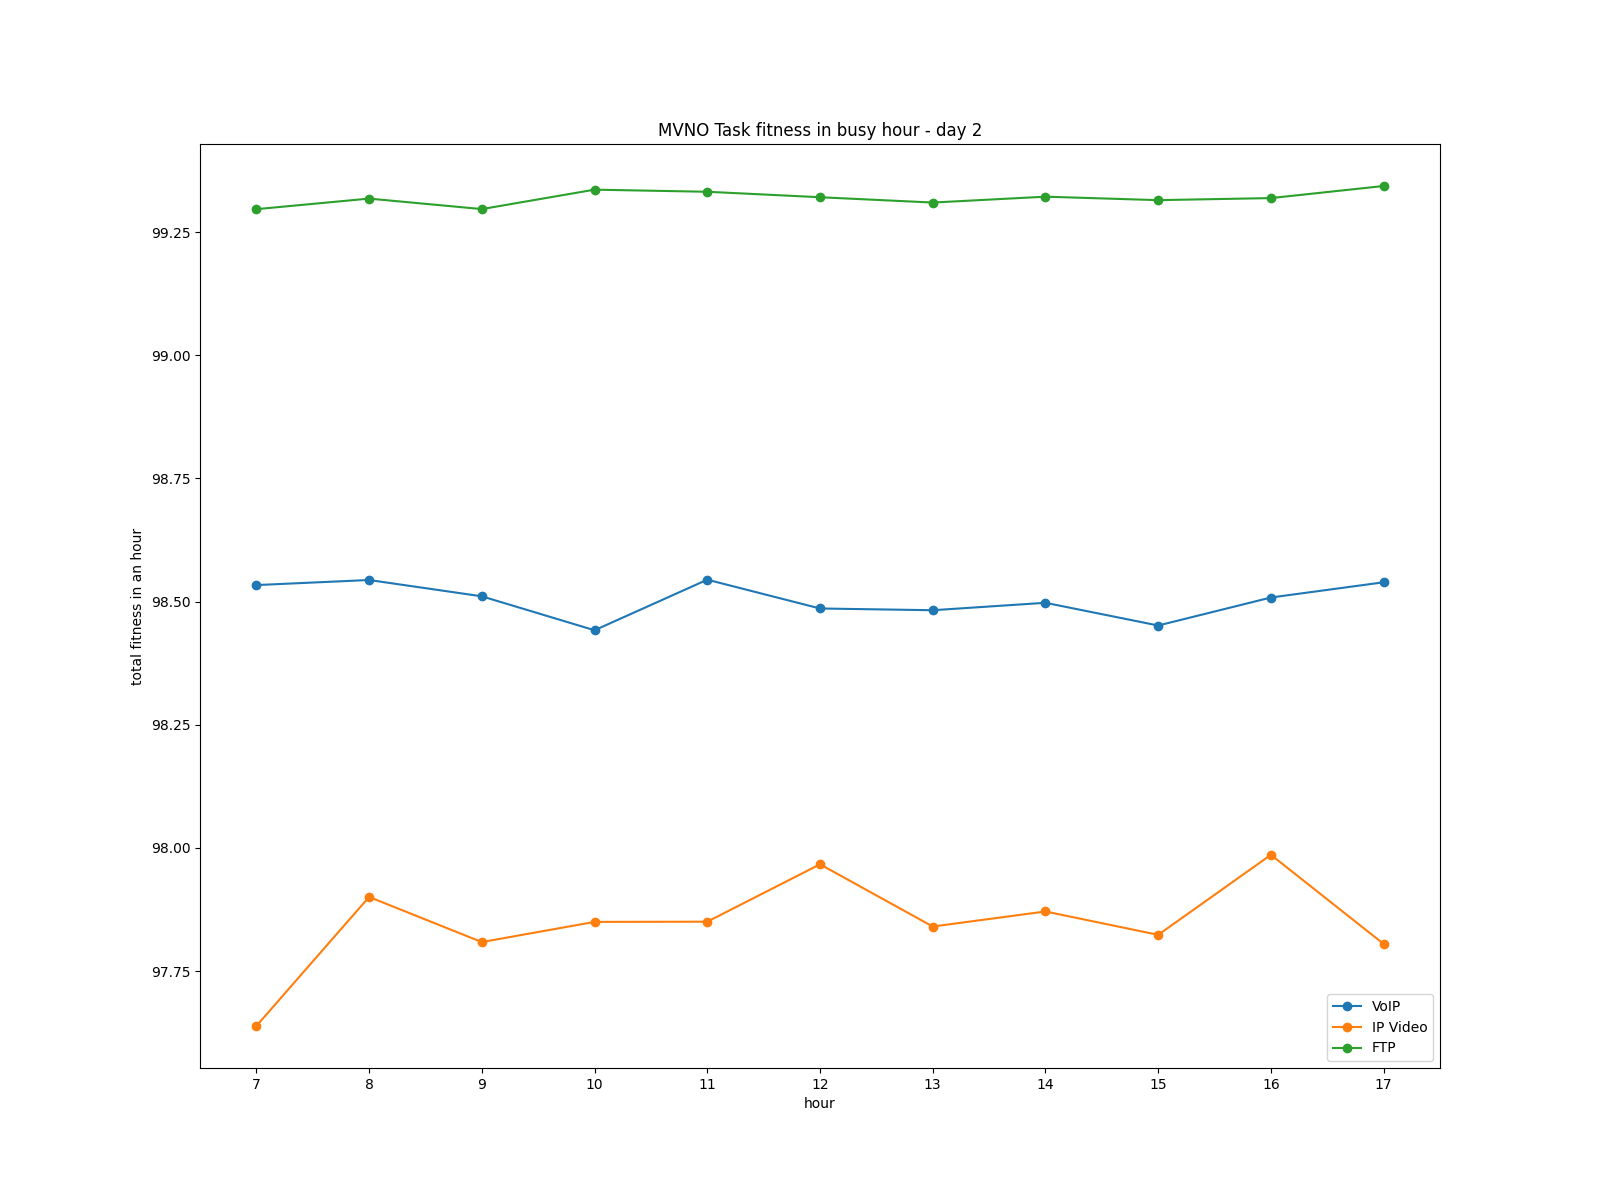 MVNO Task fitness in busy hour - day 2
total fitness in an hour
99.25
99.00
98.75
98.50
98.25
98.00
97.75
7 8 9 10 11 12 13 14 15 16 17
hour
VoIP
IP Video
FTP